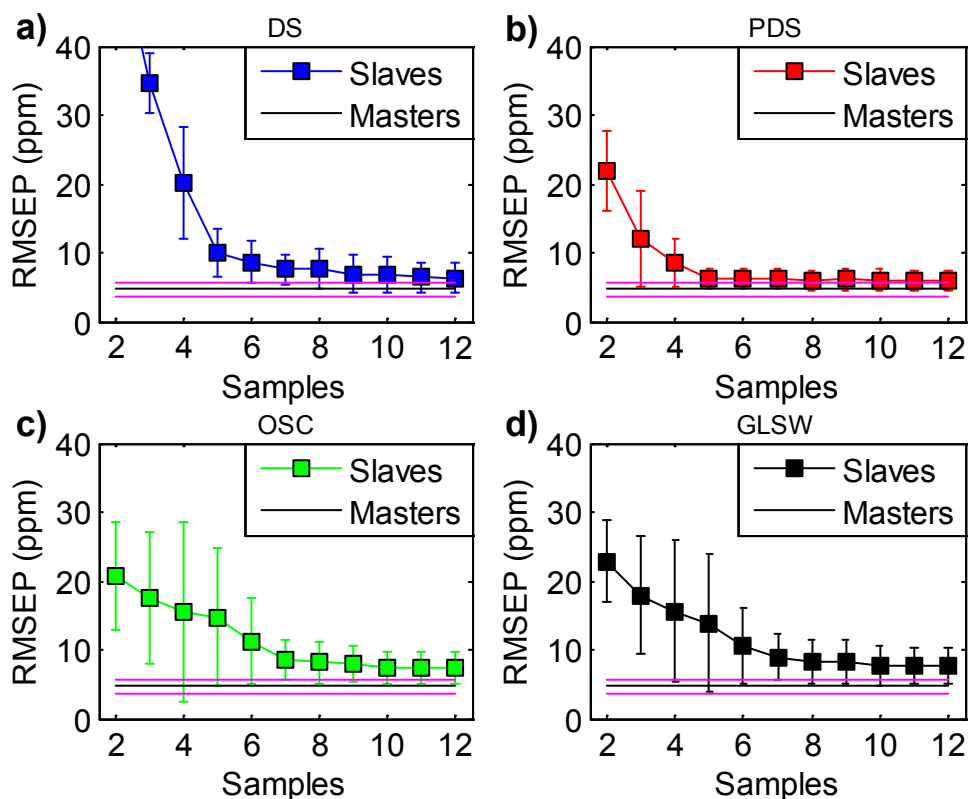 a)
DS
40
30
20
10
0
RMSEP (ppm)
Slaves
Masters
2 4 6 8 10 12
Samples
b)
PDS
40
30
20
10
0
RMSEP (ppm)
Slaves
Masters
2 4 6 8 10 12
Samples
c)
OSC
40
30
20
10
0
RMSEP (ppm)
Slaves
Masters
2 4 6 8 10 12
Samples
d)
GLSW
40
30
20
10
0
RMSEP (ppm)
Slaves
Masters
2 4 6 8 10 12
Samples